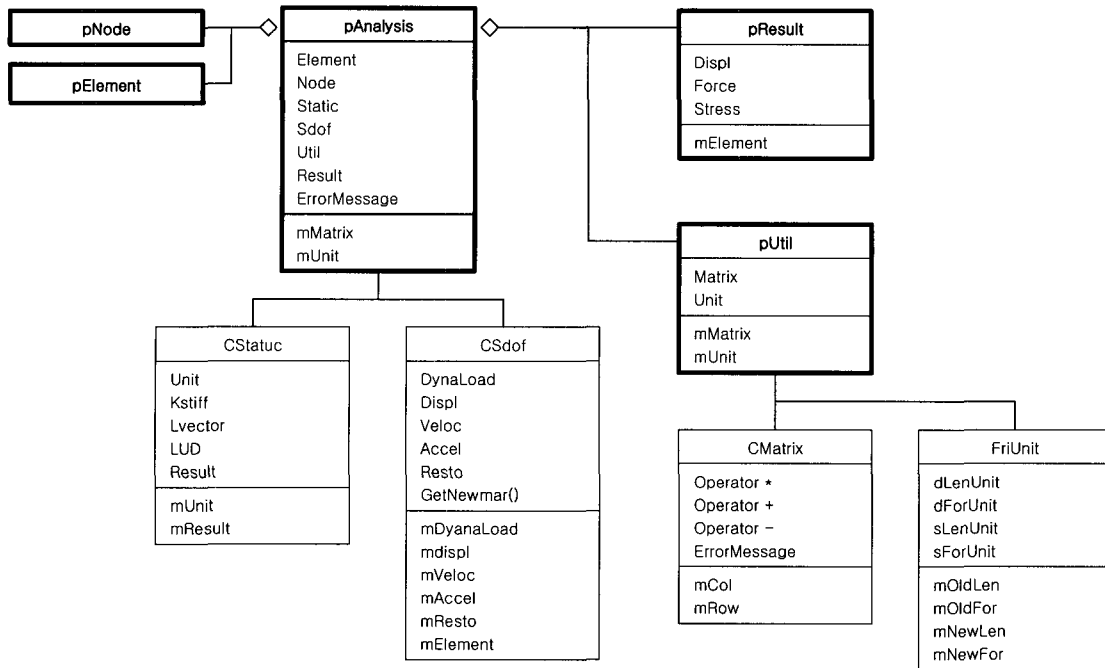 pNode
pElement
pAnalysis
Element
Node
Static
Sdof
Util
Result
ErrorMessage
mMatrix
mUnit
pResult
Displ
Force
Stress
mElement
pUtil
Matrix
Unit
mMatrix
mUnit
CStatuc
Unit
Kstiff
Lvector
LUD
Result
mUnit
mResult
CSdof
DynaLoad
Displ
Veloc
Accel
Resto
GetNewmar()
mDyanaLoad
mdispl
mVeloc
mAccel
mResto
mElement
CMatrix
Operator *
Operator +
Operator −
ErrorMessage
mCol
mRow
FriUnit
dLenUnit
dForUnit
sLenUnit
sForUnit
mOldLen
mOldFor
mNewLen
mNewFor